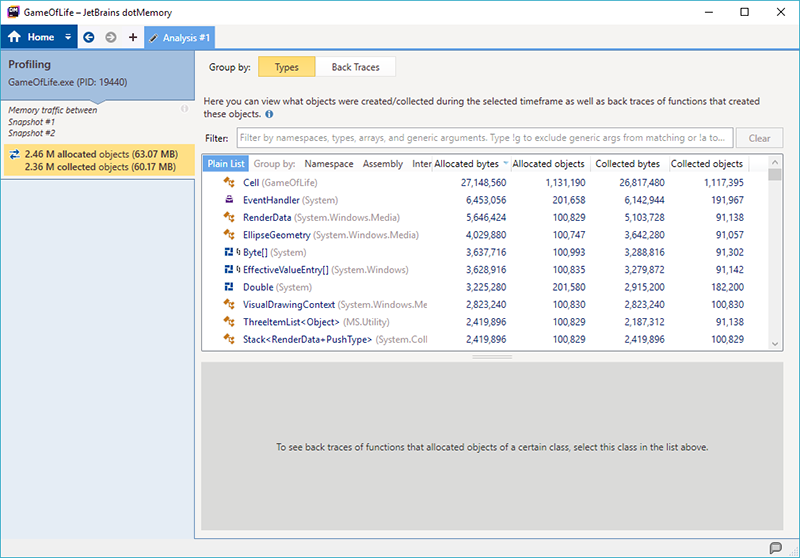 GameOfLife – JetBrains dotMemory
Home
Analysis #1
Profiling
GameOfLife.exe (PID: 19440)
Memory traffic between
Snapshot #1
Snapshot #2
2.46 M allocated objects (63.07 MB)
2.36 M collected objects (60.17 MB)
Group by: Types Back Traces
Here you can view what objects were created/collected during the selected timeframe as well as back traces of functions that created
these objects.
Filter: Filter by namespaces, types, arrays, and generic arguments. Type !g to exclude generic args from matching or !a to... Clear
Plain List Group by: Namespace Assembly Inter Allocated bytes Allocated objects Collected bytes Collected objects
Cell (GameOfLife) 27,148,560 1,131,190 26,817,480 1,117,395
EventHandler (System) 6,453,056 201,658 6,142,944 191,967
RenderData (System.Windows.Media) 5,646,424 100,829 5,103,728 91,138
EllipseGeometry (System.Windows.Media) 4,029,880 100,747 3,642,280 91,057
Byte[] (System) 3,637,716 100,993 3,288,816 91,302
EffectiveValueEntry[] (System.Windows) 3,628,916 100,835 3,279,872 91,142
Double (System) 3,225,280 201,580 2,915,200 182,200
VisualDrawingContext (System.Windows.Me 2,823,240 100,830 2,823,240 100,830
ThreeItemList<Object> (MS.Utility) 2,419,896 100,829 2,187,312 91,138
Stack<RenderData+PushType> (System.Coll 2,419,896 100,829 2,419,896 100,829
To see back traces of functions that allocated objects of a certain class, select this class in the list above.